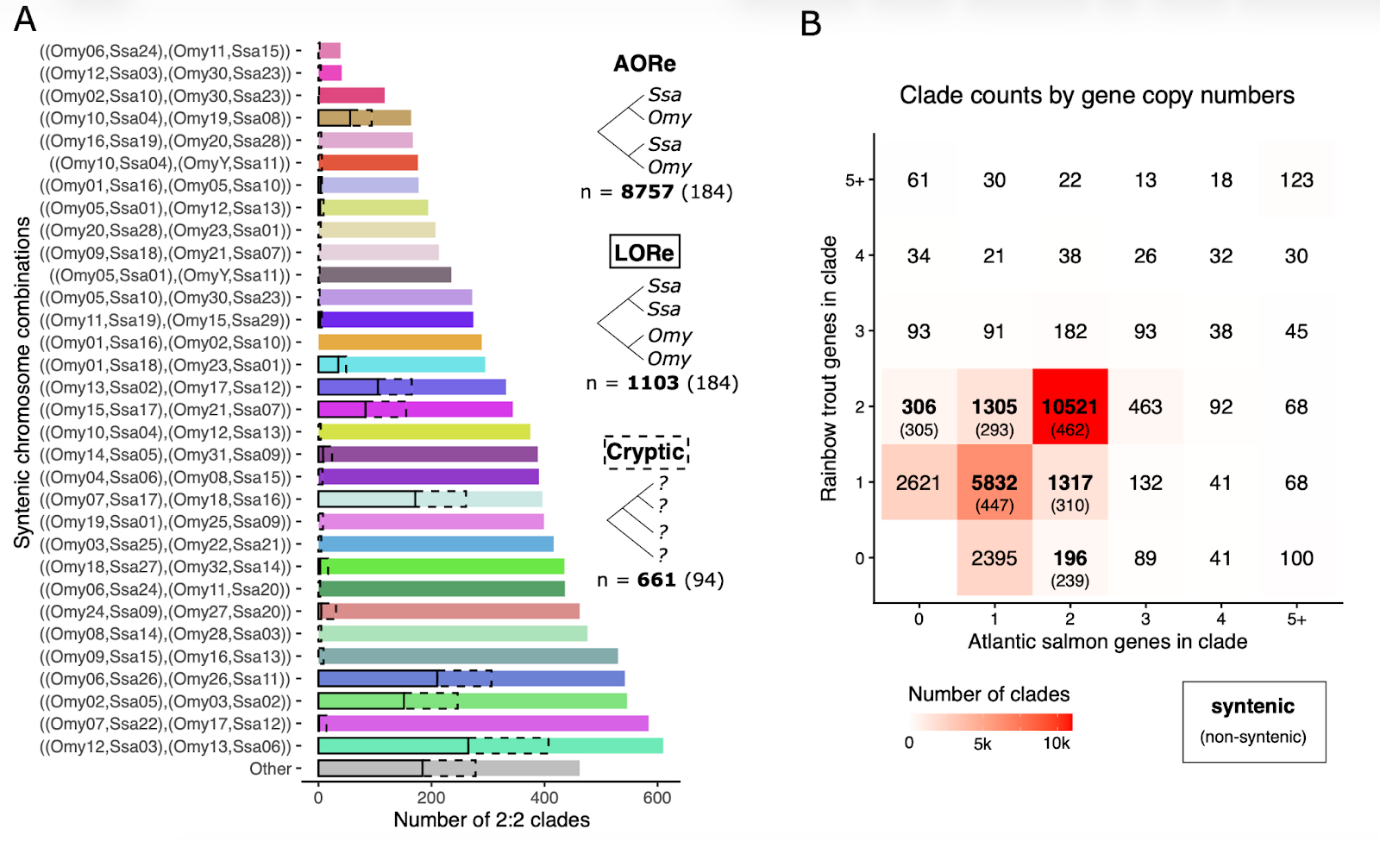 A
Syntenic chromosome combinations
((Omy06,Ssa24),(Omy11,Ssa15))
((Omy12,Ssa03),(Omy30,Ssa23))
((Omy02,Ssa10),(Omy30,Ssa23))
((Omy10,Ssa04),(Omy19,Ssa08))
((Omy16,Ssa19),(Omy20,Ssa28))
((Omy10,Ssa04),(OmyY,Ssa11))
((Omy01,Ssa16),(Omy05,Ssa10))
((Omy05,Ssa01),(Omy12,Ssa13))
((Omy20,Ssa28),(Omy23,Ssa01))
((Omy09,Ssa18),(Omy21,Ssa07))
((Omy05,Ssa01),(OmyY,Ssa11))
((Omy05,Ssa10),(Omy30,Ssa23))
((Omy11,Ssa19),(Omy15,Ssa29))
((Omy01,Ssa16),(Omy02,Ssa10))
((Omy01,Ssa18),(Omy23,Ssa01))
((Omy13,Ssa02),(Omy17,Ssa12))
((Omy15,Ssa17),(Omy21,Ssa07))
((Omy10,Ssa04),(Omy12,Ssa13))
((Omy14,Ssa05),(Omy31,Ssa09))
((Omy04,Ssa06),(Omy08,Ssa15))
((Omy07,Ssa17),(Omy18,Ssa16))
((Omy19,Ssa01),(Omy25,Ssa09))
((Omy03,Ssa25),(Omy22,Ssa21))
((Omy18,Ssa27),(Omy32,Ssa14))
((Omy06,Ssa24),(Omy11,Ssa20))
((Omy24,Ssa09),(Omy27,Ssa20))
((Omy08,Ssa14),(Omy28,Ssa03))
((Omy09,Ssa15),(Omy16,Ssa13))
((Omy06,Ssa26),(Omy26,Ssa11))
((Omy02,Ssa05),(Omy03,Ssa02))
((Omy07,Ssa22),(Omy17,Ssa12))
((Omy12,Ssa03),(Omy13,Ssa06))
Other
0 200 400 600
Number of 2:2 clades
AORe
Ssa
Omy
Ssa
Omy
n = 8757 (184)
LORe
Ssa
Ssa
Omy
Omy
n = 1103 (184)
Cryptic
?
?
?
?
n = 661 (94)
B
Clade counts by gene copy numbers
Rainbow trout genes in clade
5+ 61 30 22 13 18 123
4 34 21 38 26 32 30
3 93 91 182 93 38 45
2 306 1305 10521 463 92 68
(305) (293) (462)
1 2621 5832 1317 132 41 68
(447) (310)
0 2395 196 89 41 100
(239)
0 1 2 3 4 5+
Atlantic salmon genes in clade
Number of clades
0 5k 10k
syntenic
(non-syntenic)